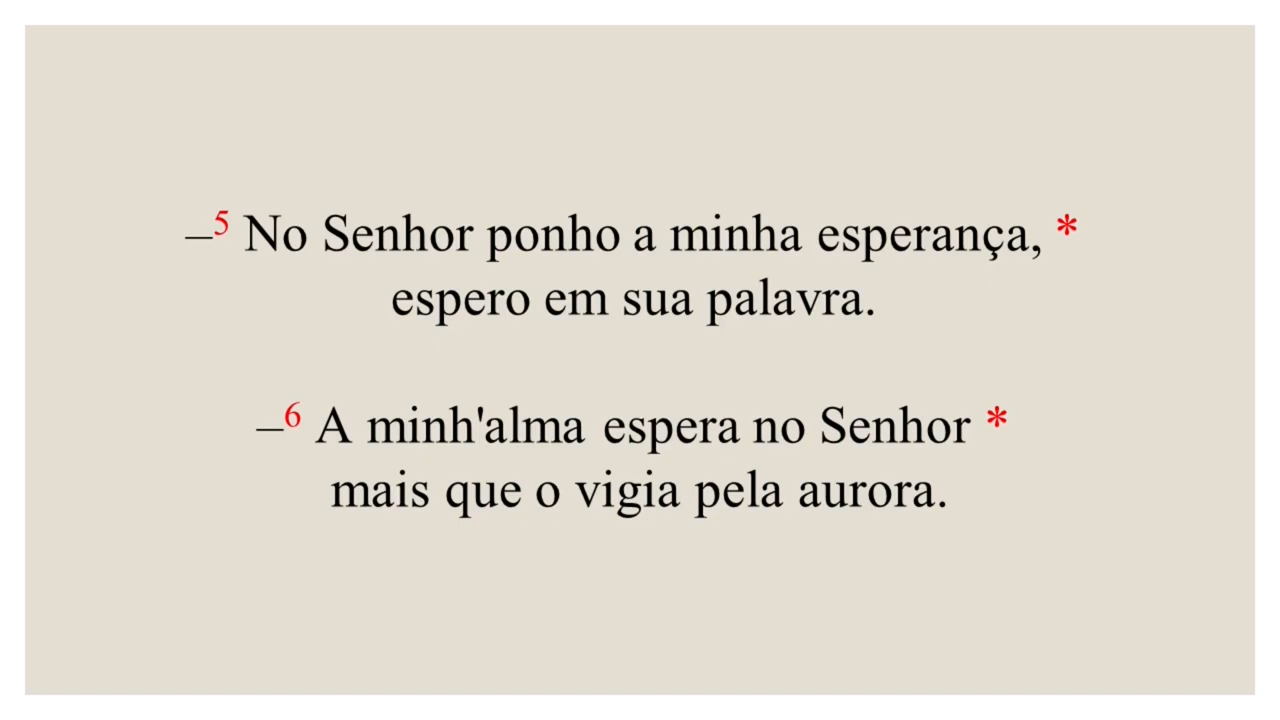 –⁵ No Senhor ponho a minha esperança, *
espero em sua palavra.
–⁶ A minh'alma espera no Senhor *
mais que o vigia pela aurora.